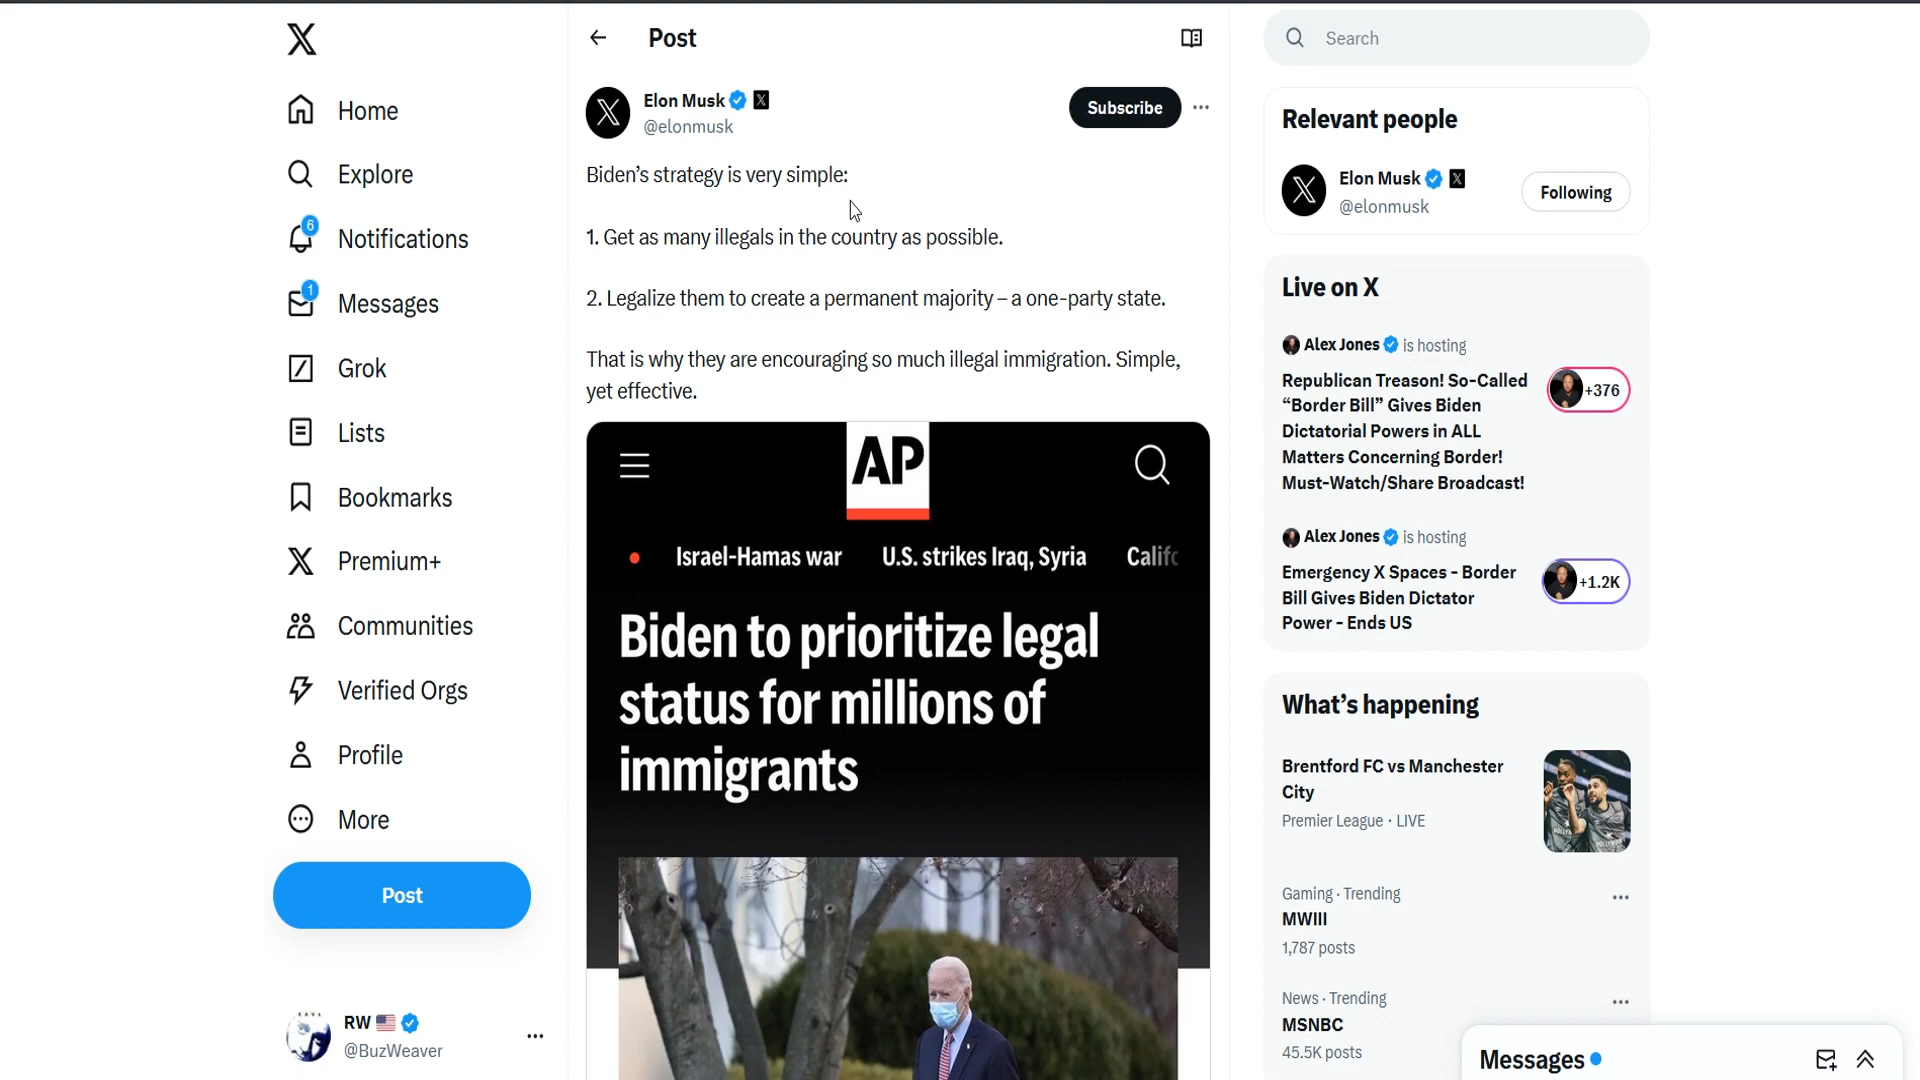 Home
Explore
6
Notifications
1
Messages
Grok
Lists
Bookmarks
Premium+
Communities
Verified Orgs
Profile
More
Post
RW
@BuzWeaver
Post
Elon Musk
@elonmusk
Subscribe
Biden’s strategy is very simple:
1. Get as many illegals in the country as possible.
2. Legalize them to create a permanent majority – a one-party state.
That is why they are encouraging so much illegal immigration. Simple,
yet effective.
AP
Israel-Hamas war U.S. strikes Iraq, Syria Califc
Biden to prioritize legal
status for millions of
immigrants
Search
Relevant people
Elon Musk
@elonmusk
Following
Live on X
Alex Jones is hosting
Republican Treason! So-Called
“Border Bill” Gives Biden
Dictatorial Powers in ALL
Matters Concerning Border!
Must-Watch/Share Broadcast!
+376
Alex Jones is hosting
Emergency X Spaces - Border
Bill Gives Biden Dictator
Power - Ends US
+1.2K
What’s happening
Brentford FC vs Manchester
City
Premier League · LIVE
Gaming · Trending
MWIII
1,787 posts
News · Trending
MSNBC
45.5K posts
Messages